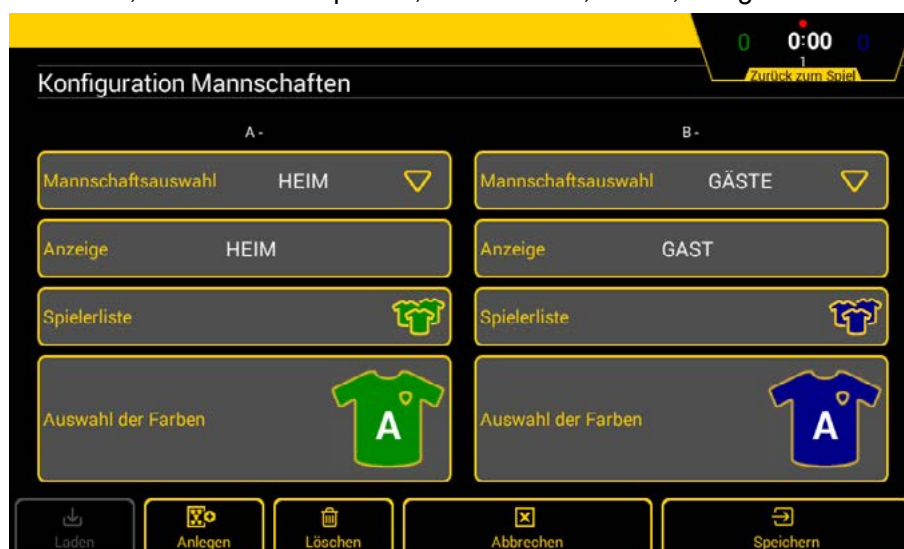 0 0:00 0
1
Zurück zum Spiel
Konfiguration Mannschaften
A - B -
Mannschaftsauswahl HEIM Mannschaftsauswahl GÄSTE
Anzeige HEIM Anzeige GAST
Spielerliste Spielerliste
Auswahl der Farben A Auswahl der Farben A
Laden Anlegen Löschen Abbrechen Speichern